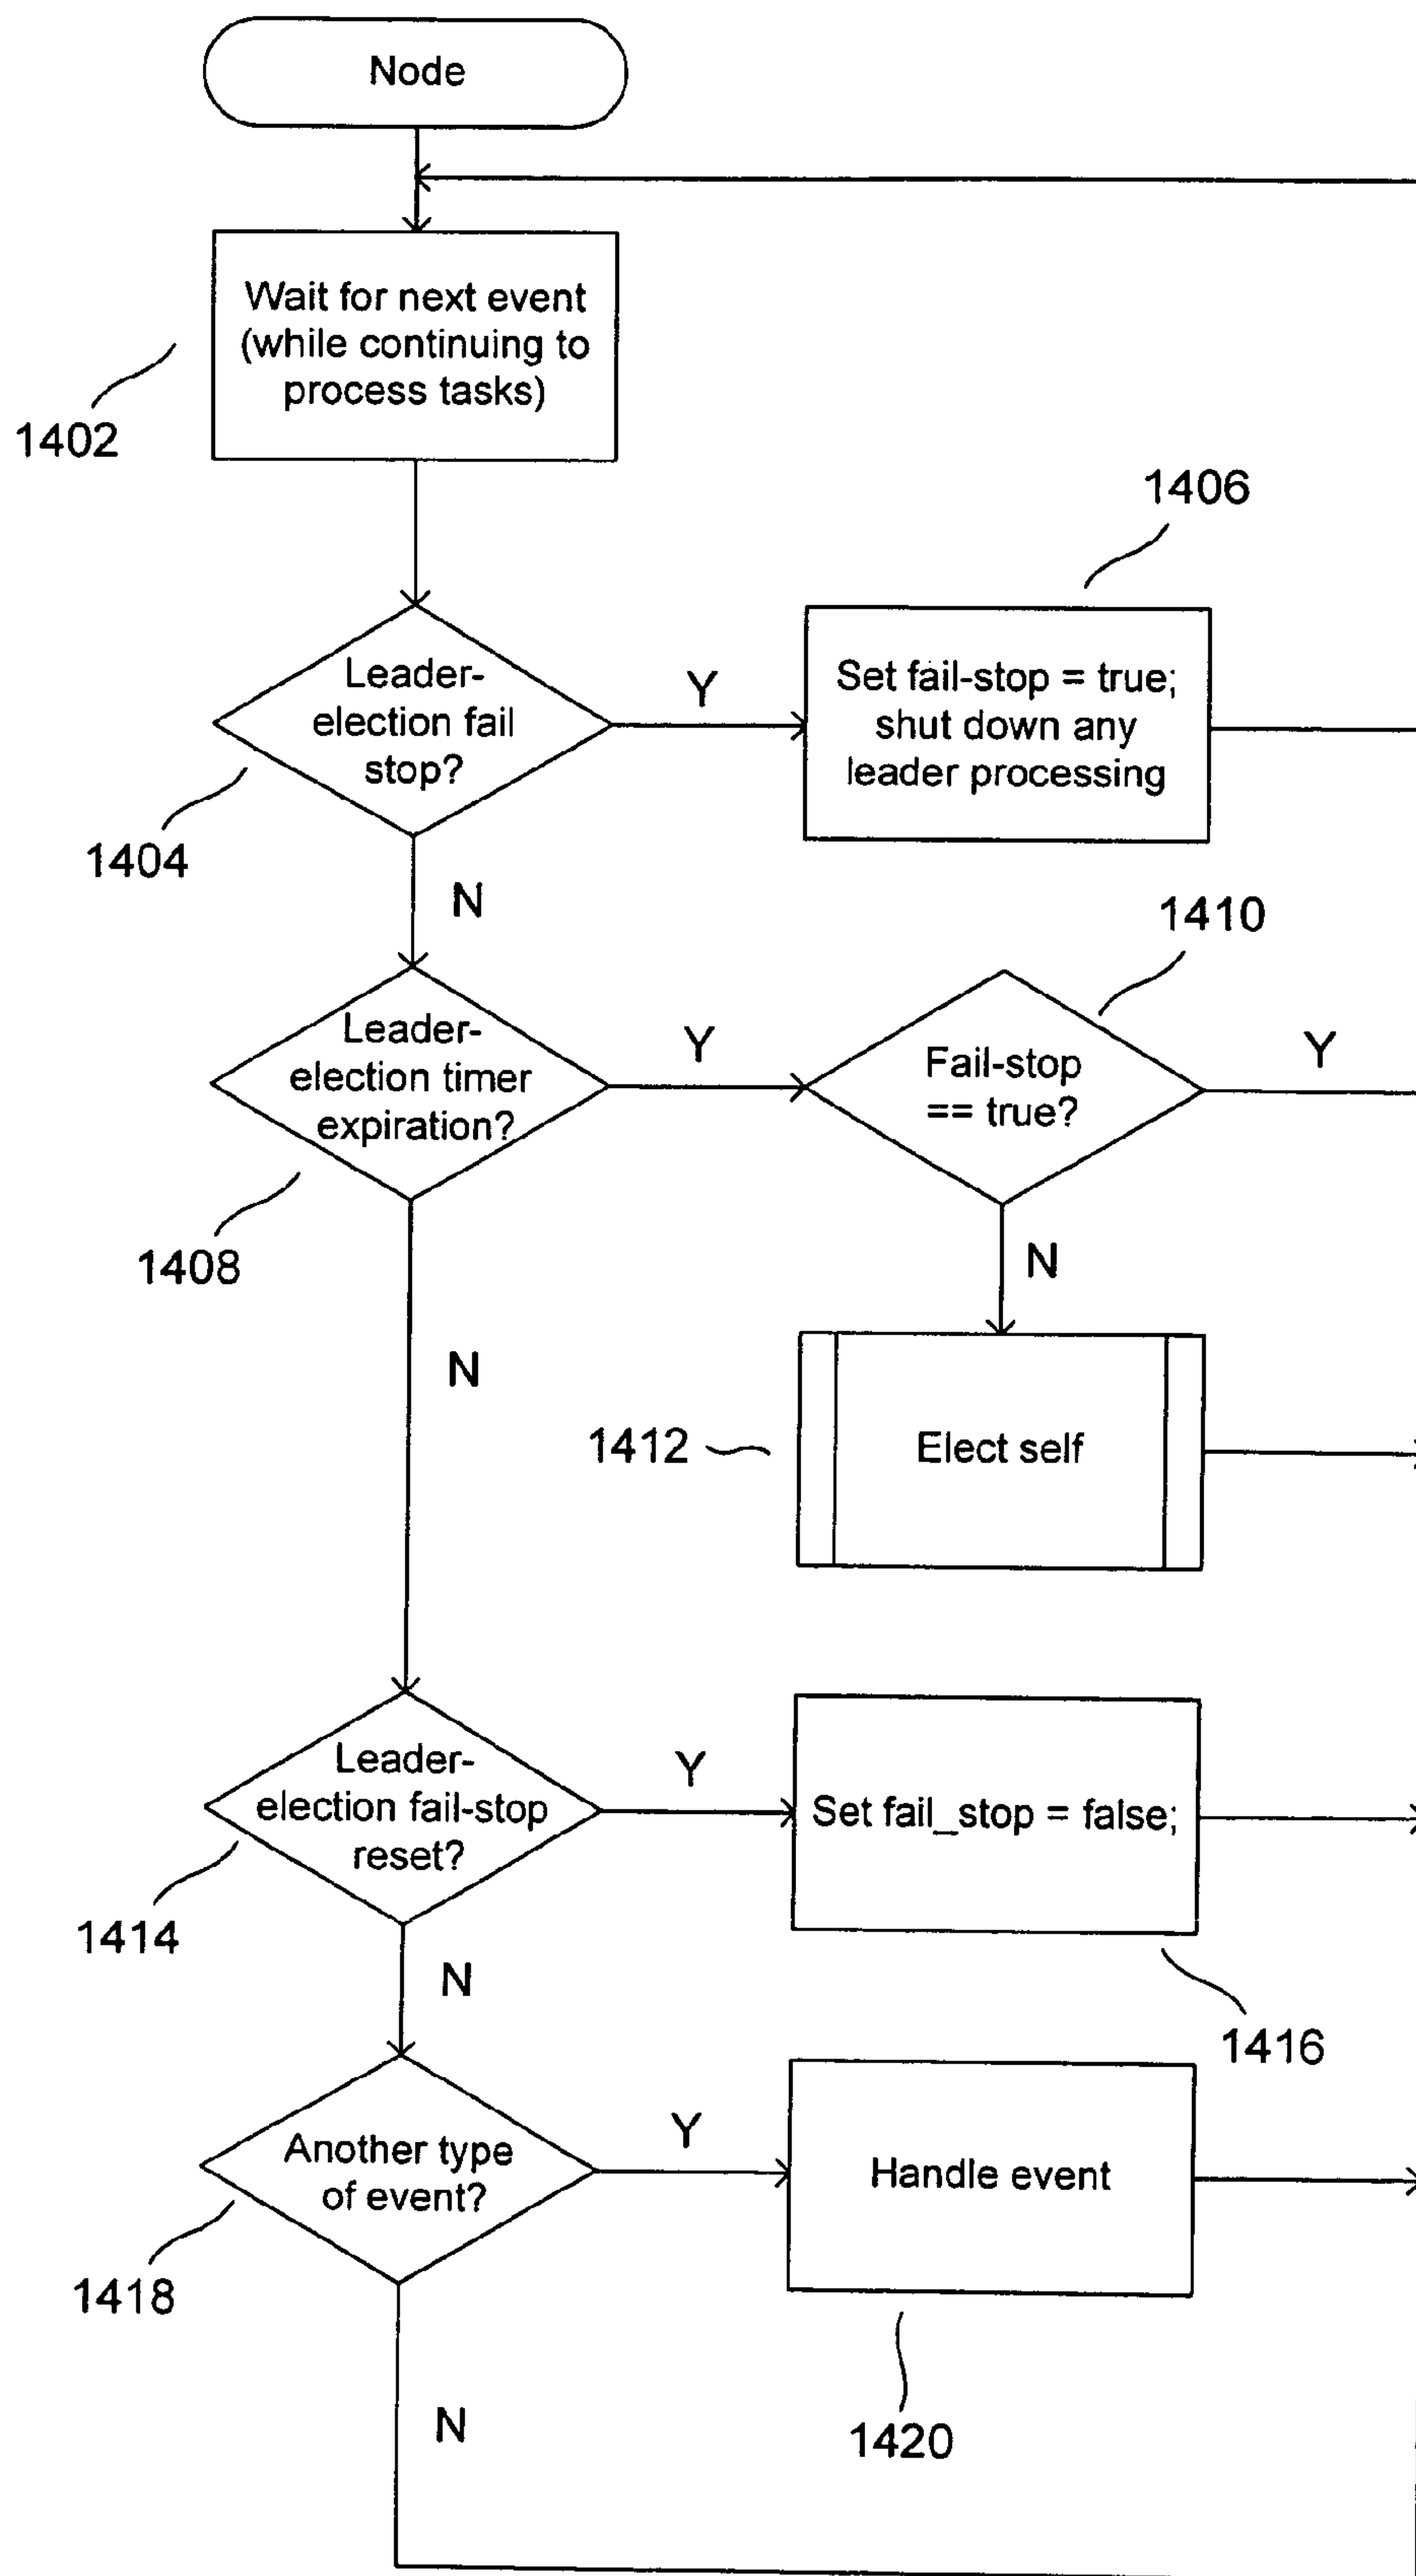 Node
Wait for next event
(while continuing to
process tasks)
1402
1406
Leader-
election fail
stop?
Y
Set fail-stop = true;
shut down any
leader processing
1404
N
1410
Leader-
election timer
expiration?
Y
Fail-stop
== true?
Y
1408
N
N
1412
Elect self
Leader-
election fail-stop
reset?
Y
Set fail_stop = false;
1414
N
1416
Another type
of event?
Y
Handle event
1418
N
1420